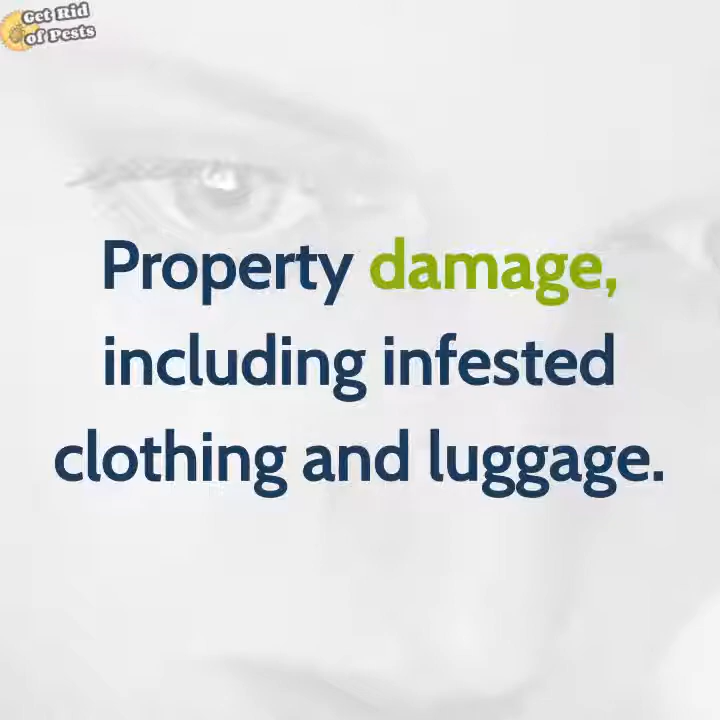 Get Rid
of Pests
Property damage,
including infested
clothing and luggage.